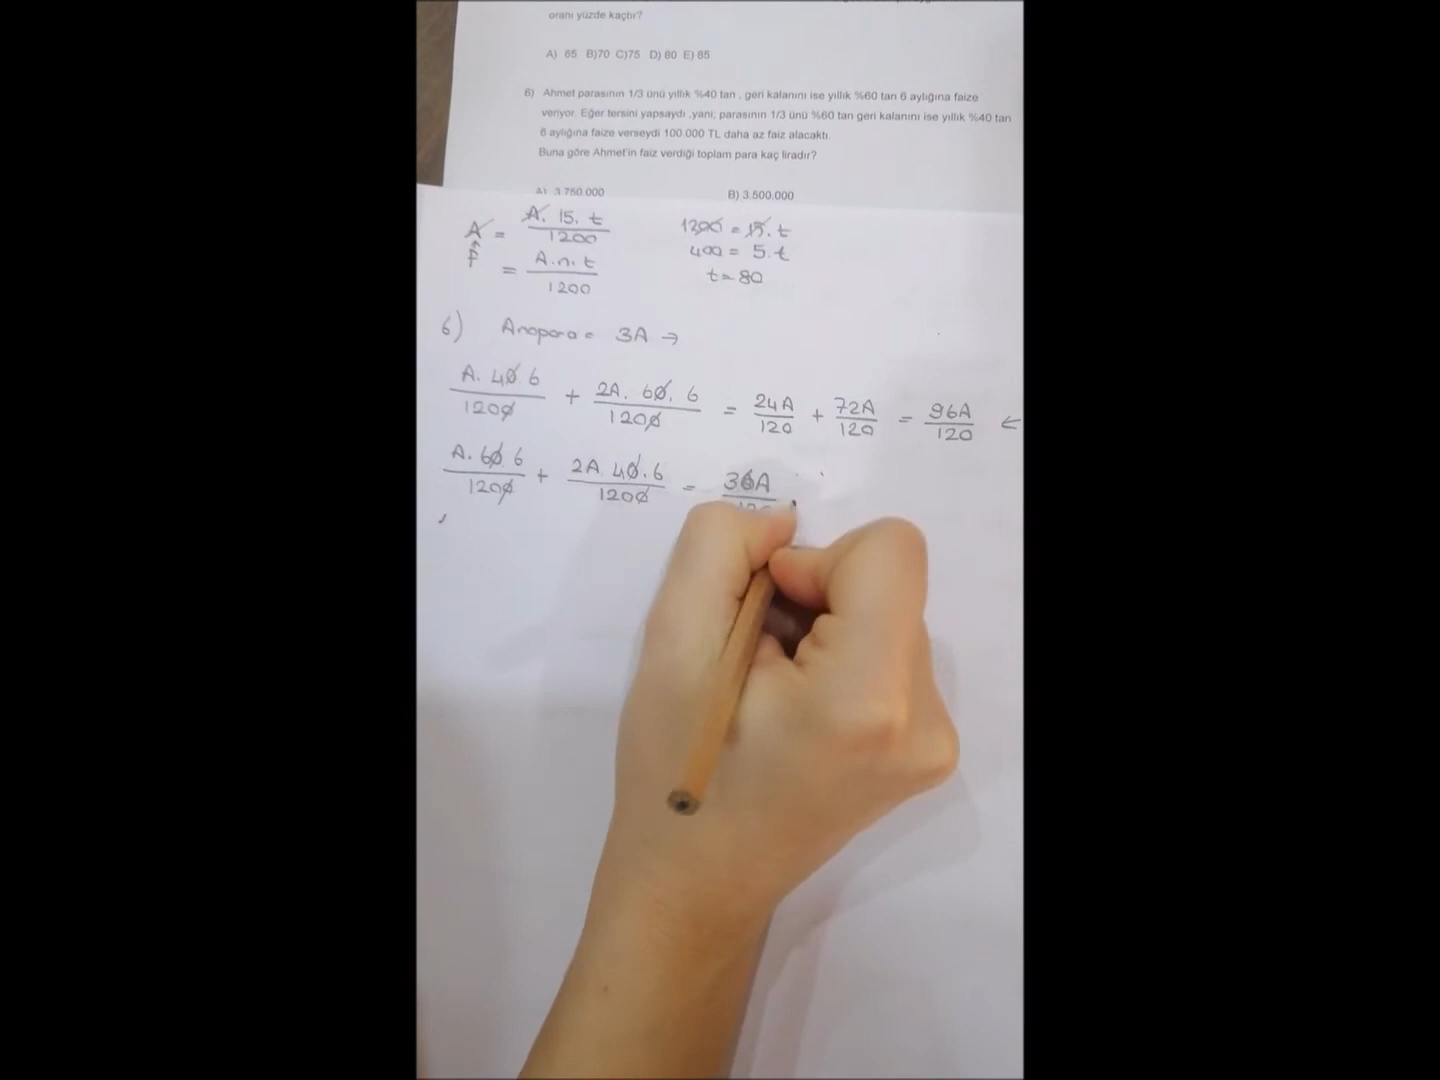 oranı yüzde kaçtır?
A) 65 B)70 C)75 D) 80 E) 85
6) Ahmet parasının 1/3 ünü yıllık %40 tan , geri kalanını ise yıllık %60 tan 6 aylığına faize
veriyor. Eğer tersini yapsaydı ,yani; parasının 1/3 ünü %60 tan geri kalanını ise yıllık %40 tan
6 aylığına faize verseydi 100.000 TL daha az faiz alacaktı.
Buna göre Ahmet'in faiz verdiği toplam para kaç liradır?
A) 3.750.000 B) 3.500.000
A = A. 15. t / 1200
1200 = 15. t
F = A.n. t / 1200
400 = 5. t
t = 80
6) Anapara = 3A →
A. 40 6 / 1200 + 2A. 60. 6 / 1200 = 24A / 120 + 72A / 120 = 96A / 120 ←
A. 60 6 / 1200 + 2A 40. 6 / 1200 = 36A